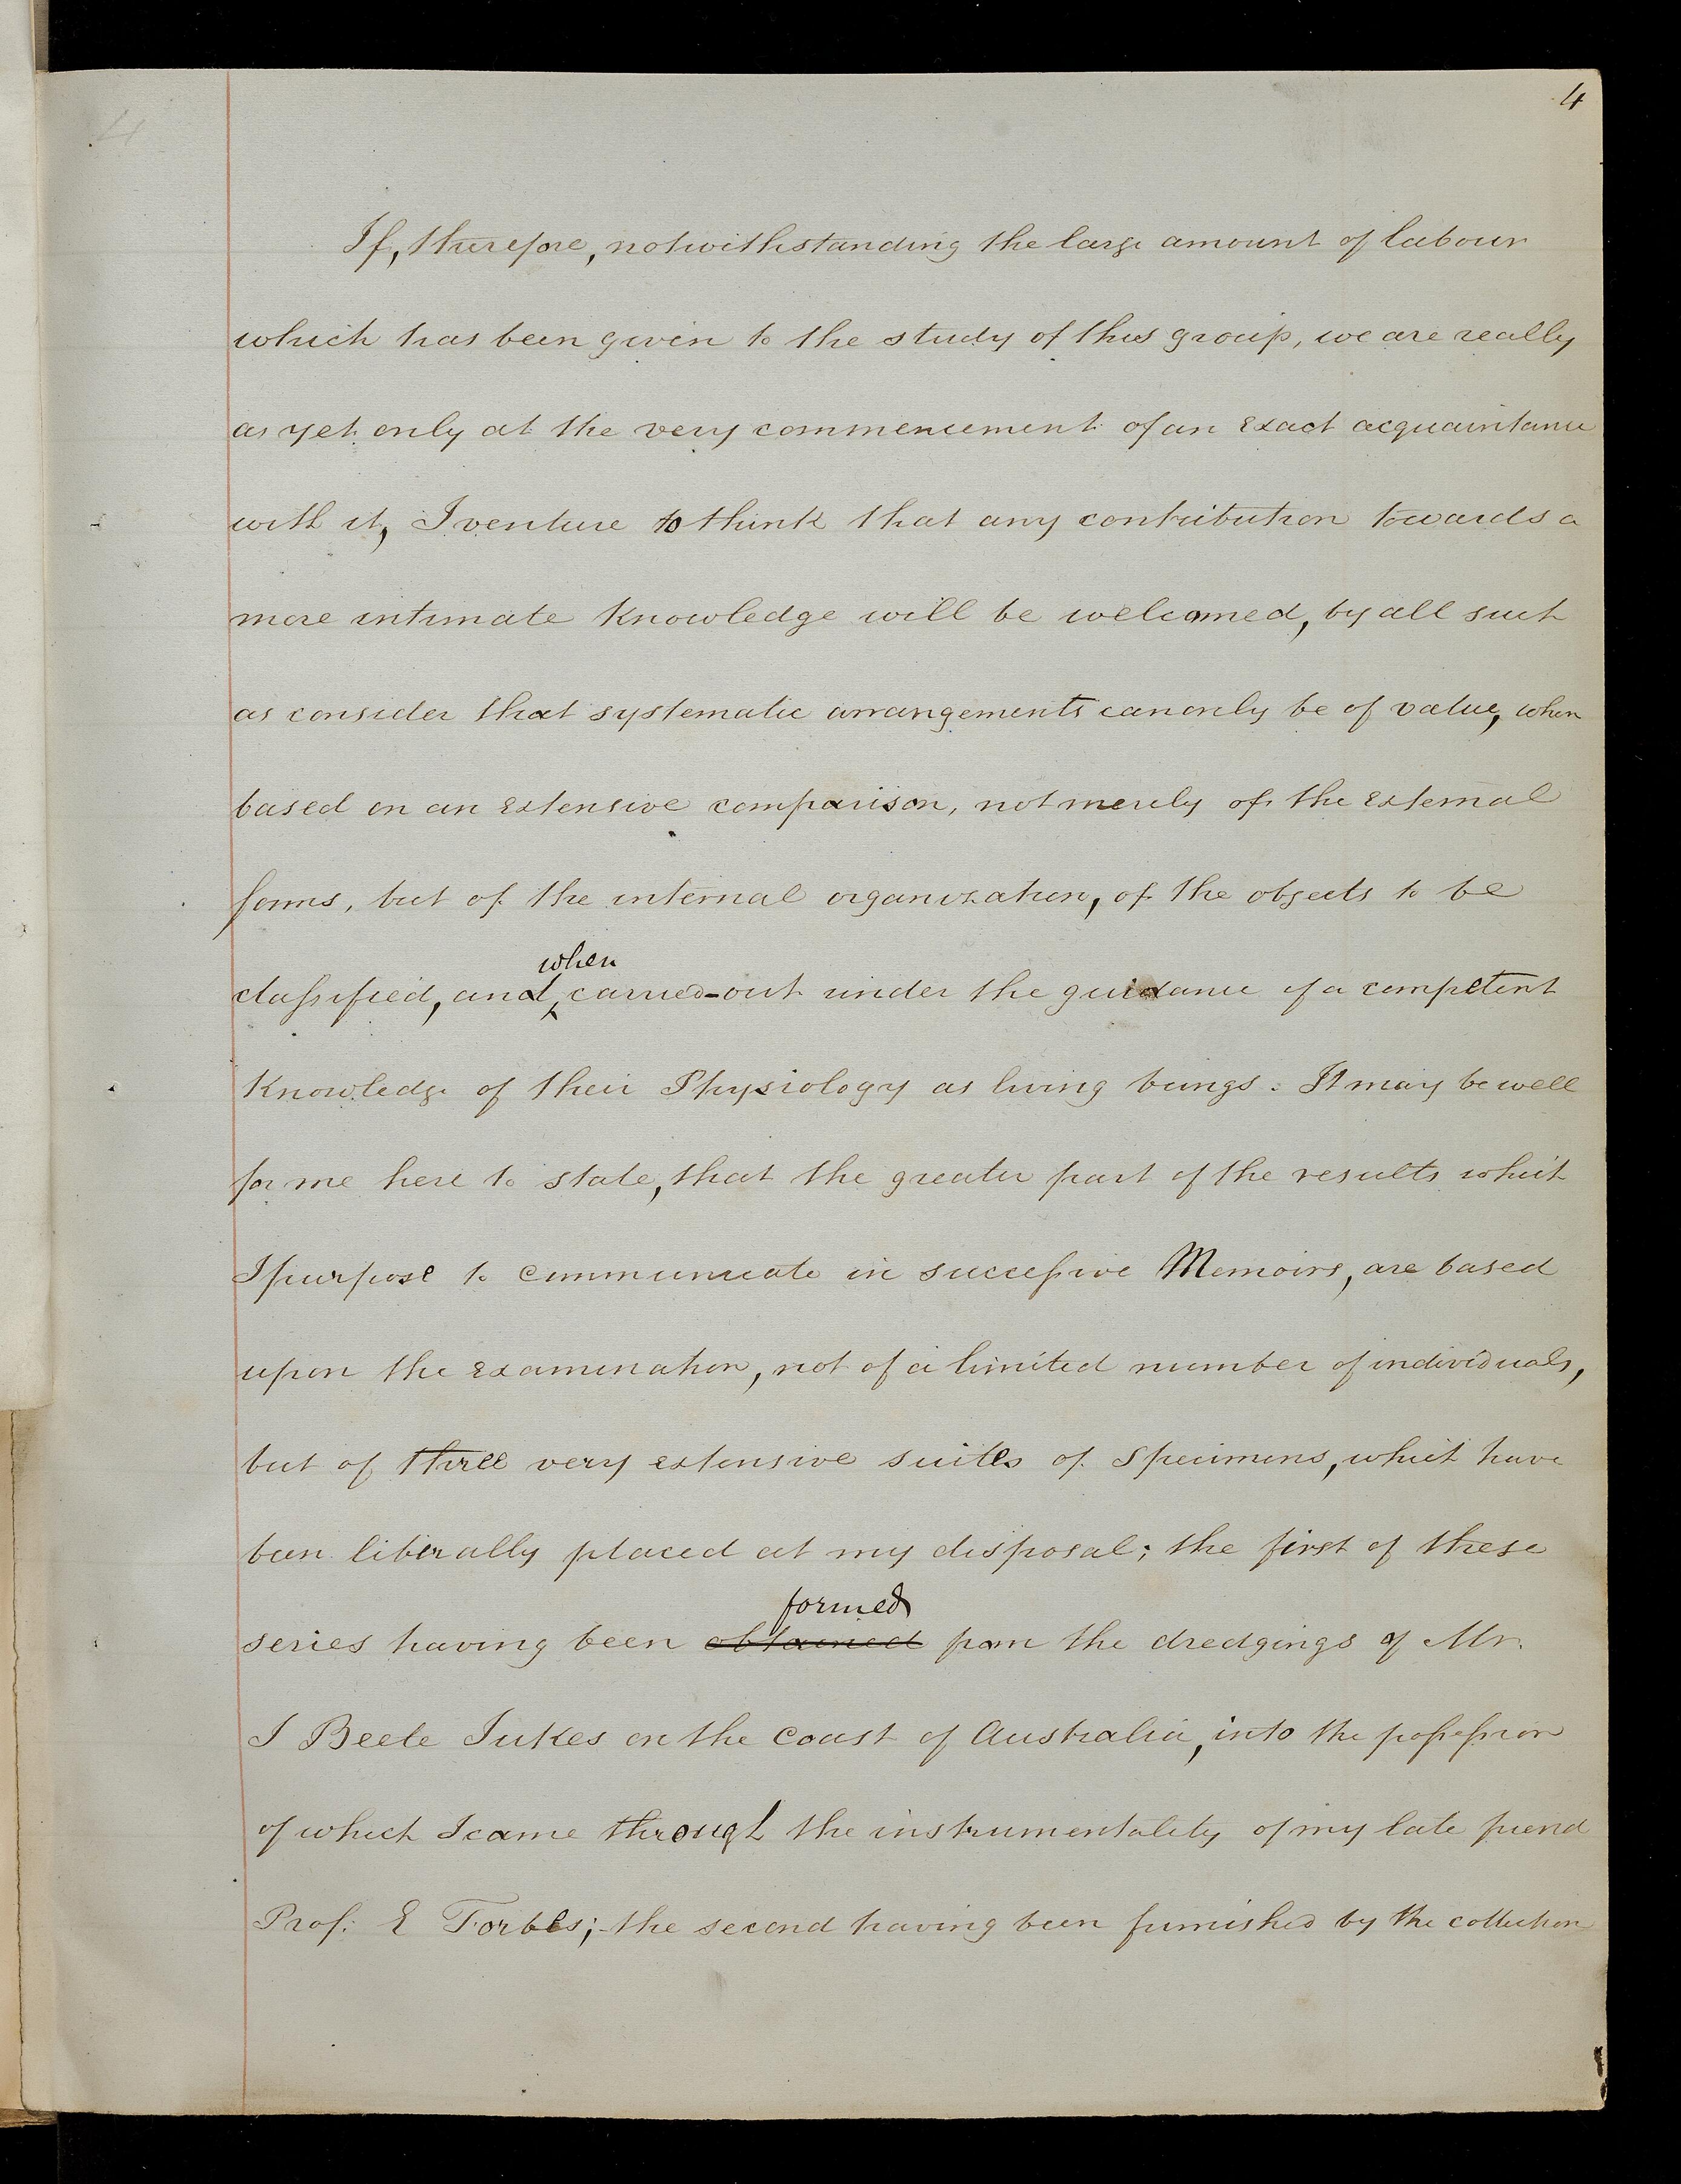 4
4
If, therefore, notwithstanding the large amount of labour
which has been given to the study of this group, we are really
as yet only at the very commencement of an exact acquaintance
with it, I venture to think that any contribution towards a
more intimate Knowledge will be welcomed, by all such
as consider that systematic arrangements can only be of value, when
based on an extensive comparison, not merely of the external
forms, but of the internal organization, of the objects to be
when
classified, and carried-out under the guidance of a competent
Knowledge of their Physiology as living beings. It may be well
for me here to state, that the greater part of the results which
I purpose to communicate in successive Memoirs, are based
upon the examination, not of a limited number of individuals,
but of three very extensive suites of specimens, which have
been liberally placed at my disposal; the first of these
formed
series having been obtained from the dredgings of Mr.
J Beete Jukes on the coast of Australia, into the possession
of which I came through the instrumentality of my late friend
Prof. E Forbes; the second having been furnished by the collection